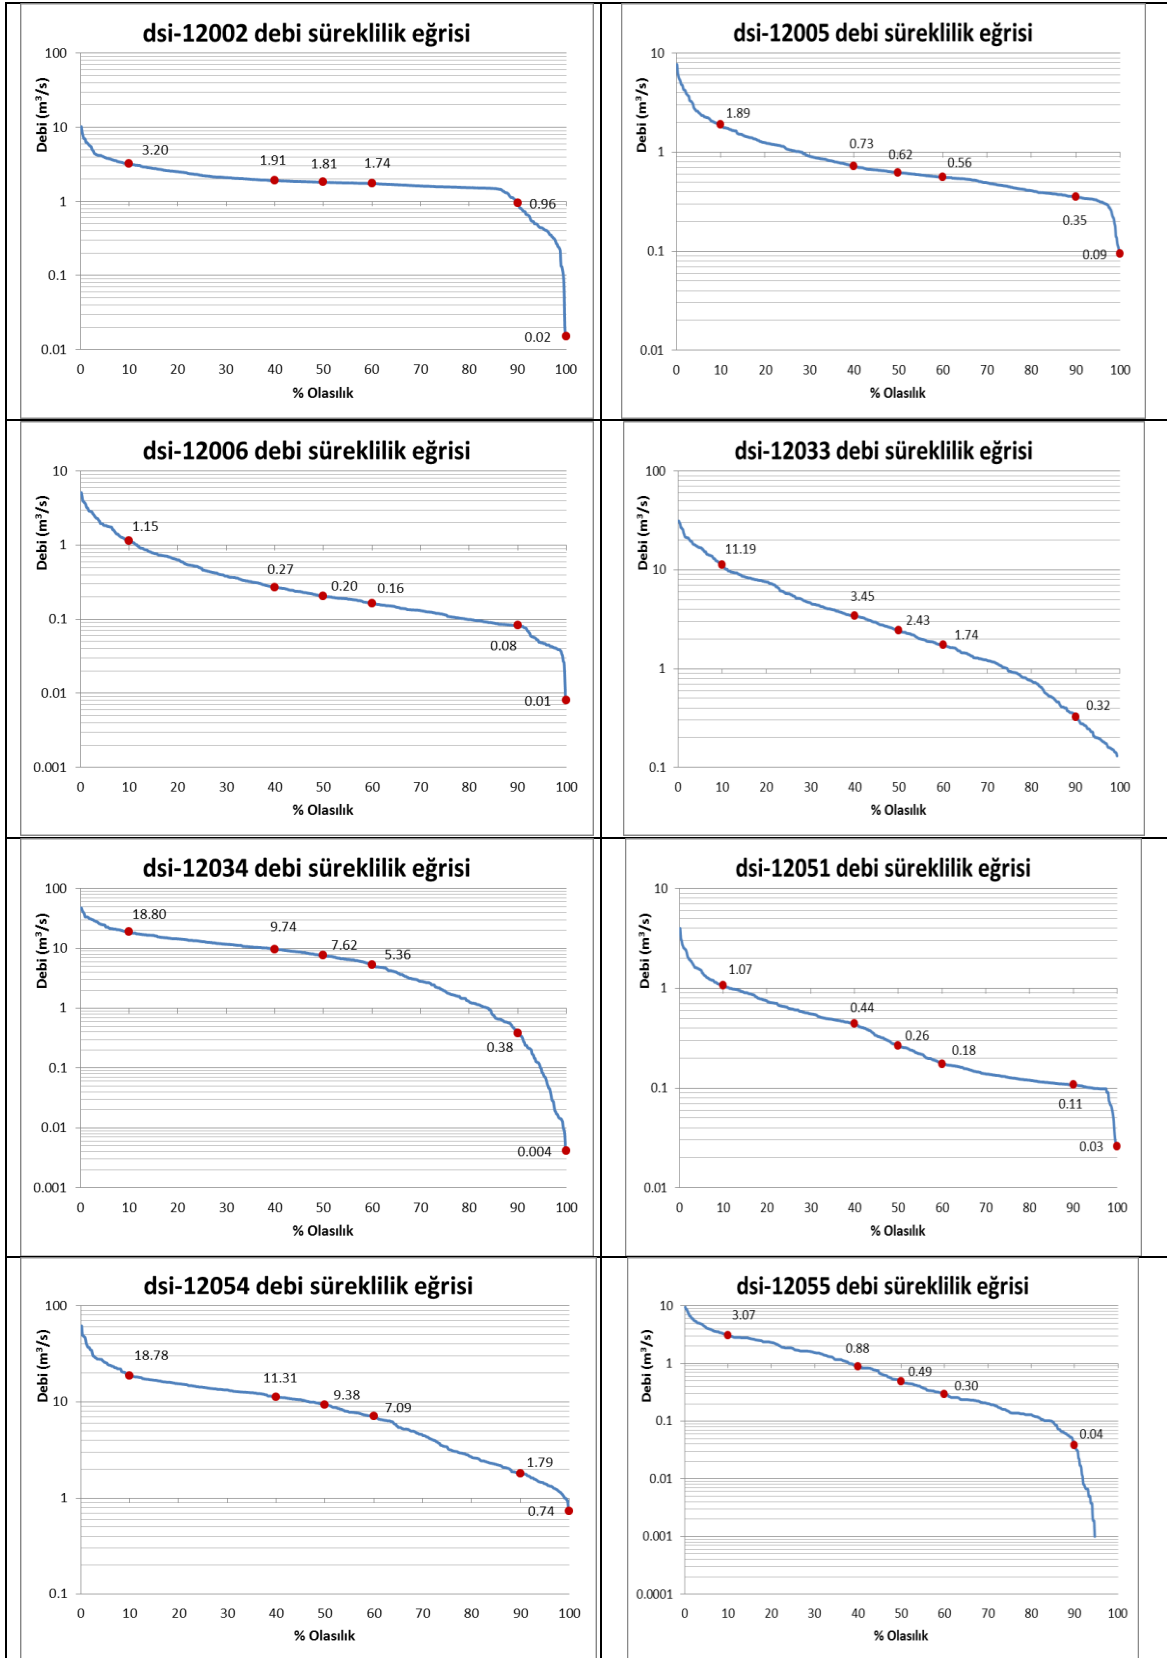 dsi-12002 debi süreklilik eğrisi
Debi (m³/s)
100
10
1
0.1
0.01
3.20
1.91
1.81
1.74
0.96
0.02
0 10 20 30 40 50 60 70 80 90 100
% Olasılık
dsi-12005 debi süreklilik eğrisi
Debi (m³/s)
10
1
0.1
0.01
1.89
0.73
0.62
0.56
0.35
0.09
0 10 20 30 40 50 60 70 80 90 100
% Olasılık
dsi-12006 debi süreklilik eğrisi
Debi (m³/s)
10
1
0.1
0.01
0.001
1.15
0.27
0.20
0.16
0.08
0.01
0 10 20 30 40 50 60 70 80 90 100
% Olasılık
dsi-12033 debi süreklilik eğrisi
Debi (m³/s)
100
10
1
0.1
11.19
3.45
2.43
1.74
0.32
0 10 20 30 40 50 60 70 80 90 100
% Olasılık
dsi-12034 debi süreklilik eğrisi
Debi (m³/s)
100
10
1
0.1
0.01
0.001
18.80
9.74
7.62
5.36
0.38
0.004
0 10 20 30 40 50 60 70 80 90 100
% Olasılık
dsi-12051 debi süreklilik eğrisi
Debi (m³/s)
10
1
0.1
0.01
1.07
0.44
0.26
0.18
0.11
0.03
0 10 20 30 40 50 60 70 80 90 100
% Olasılık
dsi-12054 debi süreklilik eğrisi
Debi (m³/s)
100
10
1
0.1
18.78
11.31
9.38
7.09
1.79
0.74
0 10 20 30 40 50 60 70 80 90 100
% Olasılık
dsi-12055 debi süreklilik eğrisi
Debi (m³/s)
10
1
0.1
0.01
0.001
0.0001
3.07
0.88
0.49
0.30
0.04
0 10 20 30 40 50 60 70 80 90 100
% Olasılık